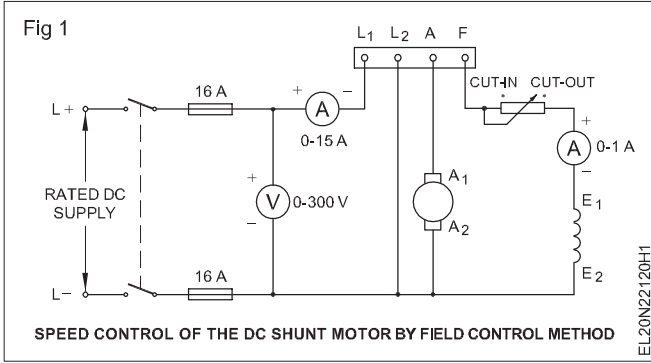 Fig 1
L1 L2 A F
CUT-IN CUT-OUT
L+
16 A
+ A −
0-15 A
+
A 0-1 A
−
RATED DC
SUPPLY
+
V 0-300 V
−
A1
A2
E1
E2
L−
16 A
SPEED CONTROL OF THE DC SHUNT MOTOR BY FIELD CONTROL METHOD
EL20N22120H1